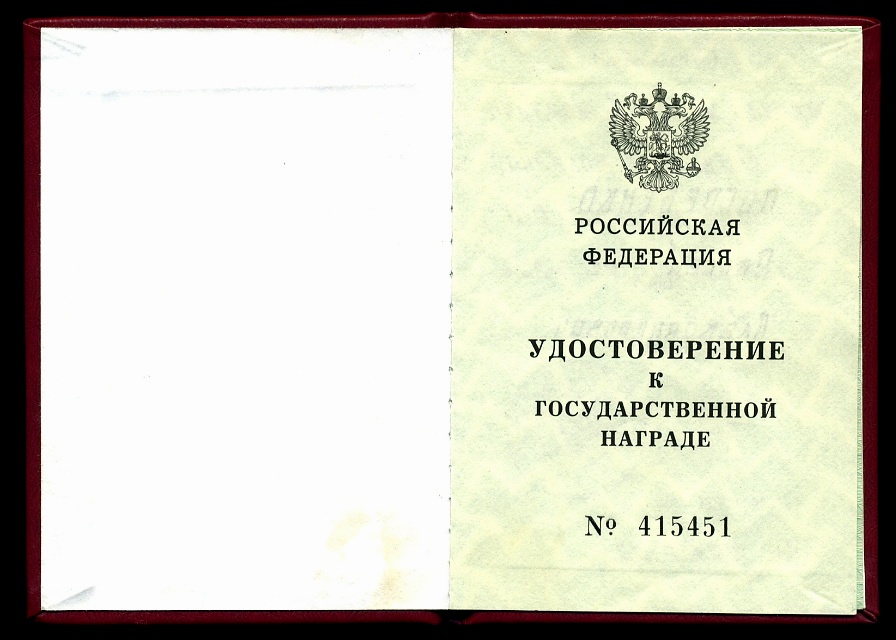 РОССИЙСКАЯ
ФЕДЕРАЦИЯ
УДОСТОВЕРЕНИЕ
К
ГОСУДАРСТВЕННОЙ
НАГРАДЕ
№ 415451